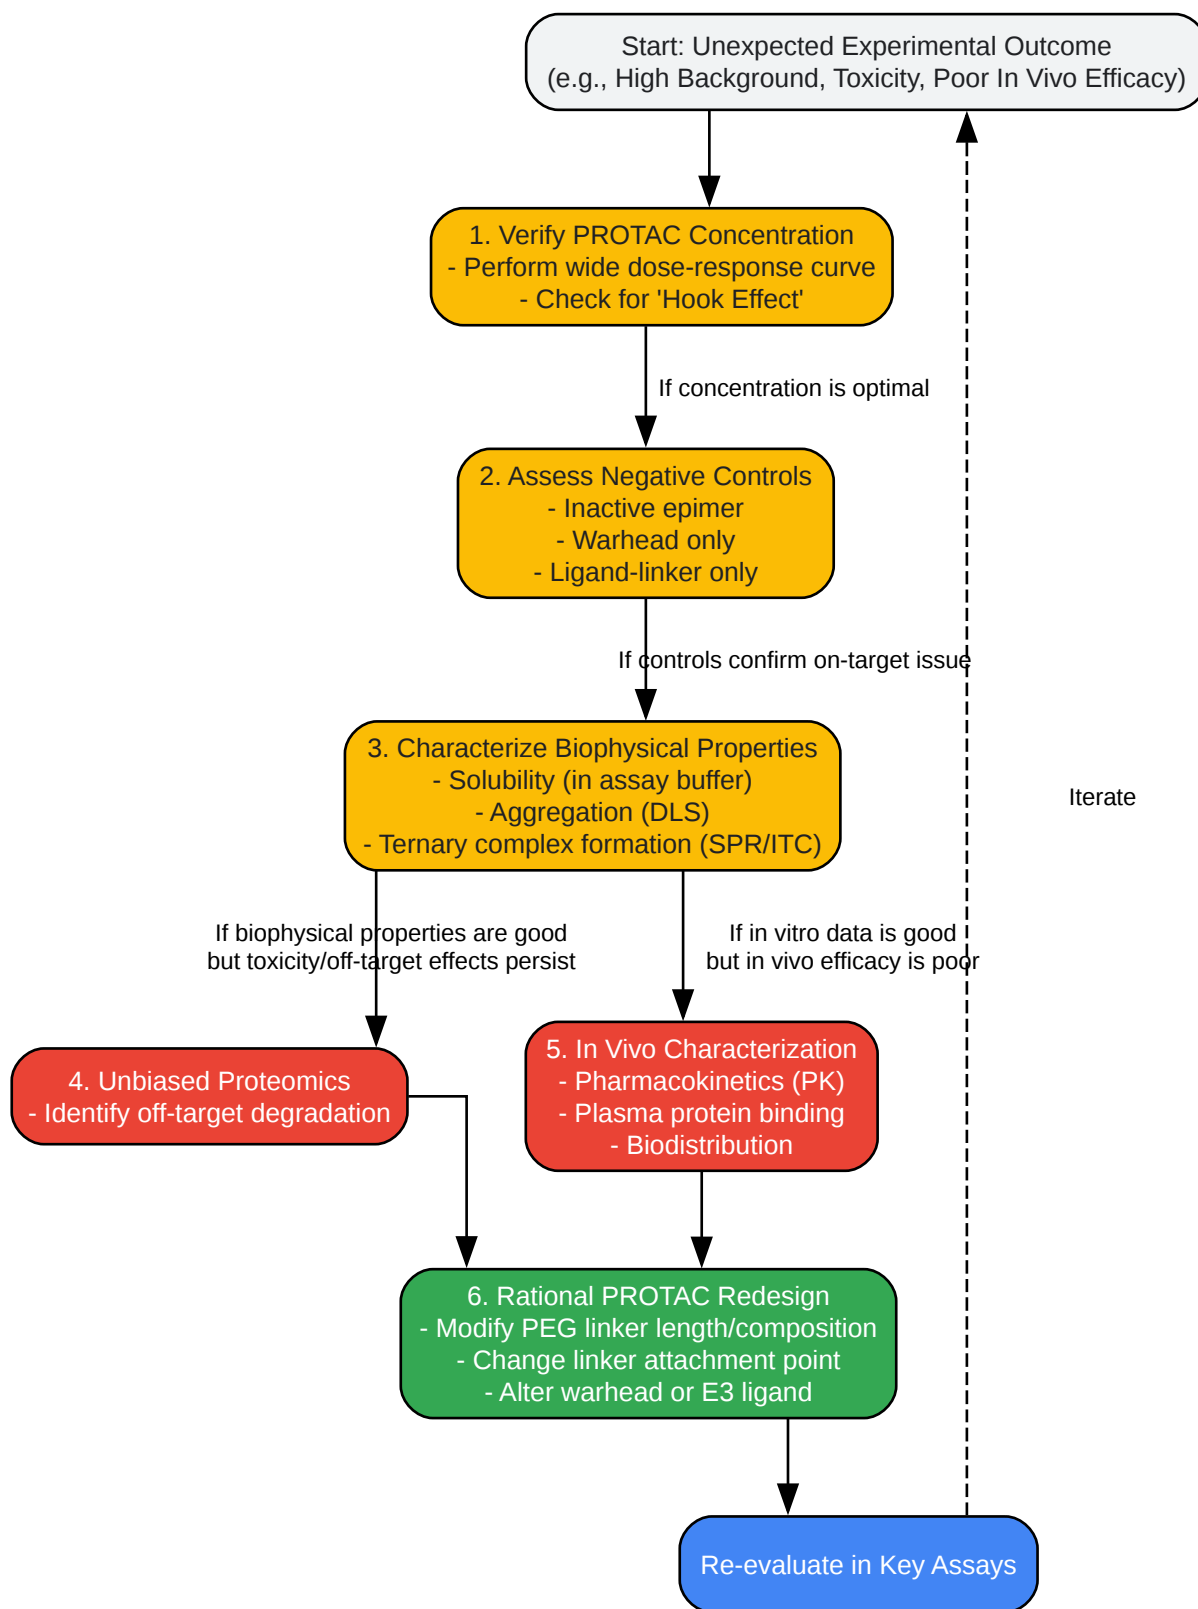 Start: Unexpected Experimental Outcome
(e.g., High Background, Toxicity, Poor In Vivo Efficacy)
1. Verify PROTAC Concentration
- Perform wide dose-response curve
- Check for 'Hook Effect'
If concentration is optimal
2. Assess Negative Controls
- Inactive epimer
- Warhead only
- Ligand-linker only
If controls confirm on-target issue
3. Characterize Biophysical Properties
- Solubility (in assay buffer)
- Aggregation (DLS)
- Ternary complex formation (SPR/ITC)
Iterate
If biophysical properties are good
but toxicity/off-target effects persist
If in vitro data is good
but in vivo efficacy is poor
4. Unbiased Proteomics
- Identify off-target degradation
5. In Vivo Characterization
- Pharmacokinetics (PK)
- Plasma protein binding
- Biodistribution
6. Rational PROTAC Redesign
- Modify PEG linker length/composition
- Change linker attachment point
- Alter warhead or E3 ligand
Re-evaluate in Key Assays